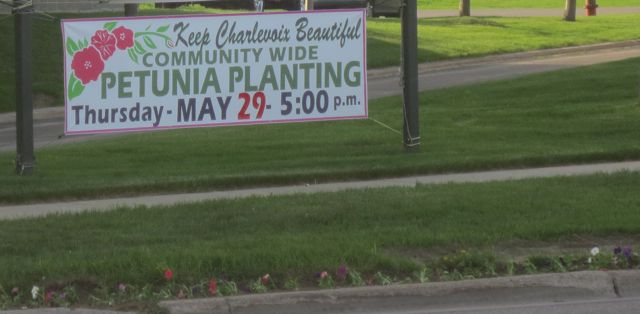 Keep Charlevoix Beautiful
COMMUNITY WIDE
PETUNIA PLANTING
Thursday - MAY 29 - 5:00 p.m.